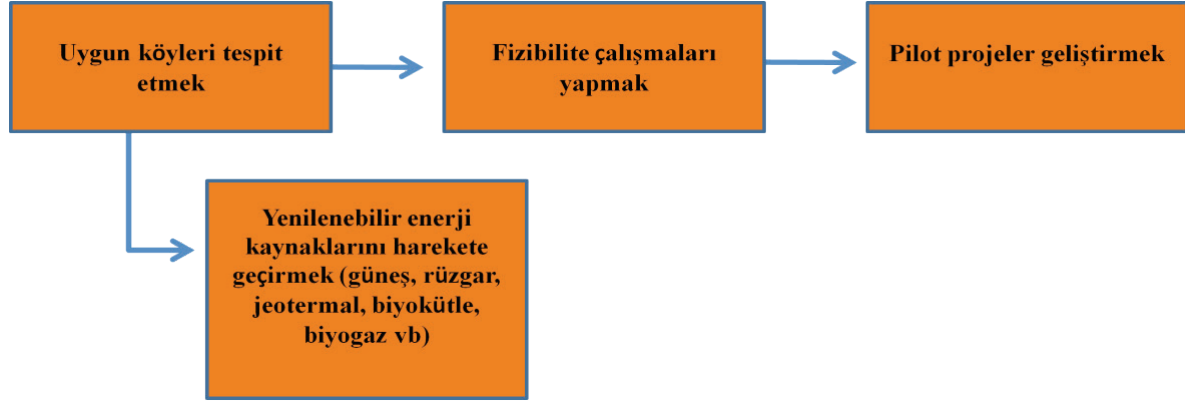 Uygun köyleri tespit
etmek
Fizibilite çalışmaları
yapmak
Pilot projeler geliştirmek
Yenilenebilir enerji
kaynaklarını harekete
geçirmek (güneş, rüzgar,
jeotermal, biyokütle,
biyogaz vb)